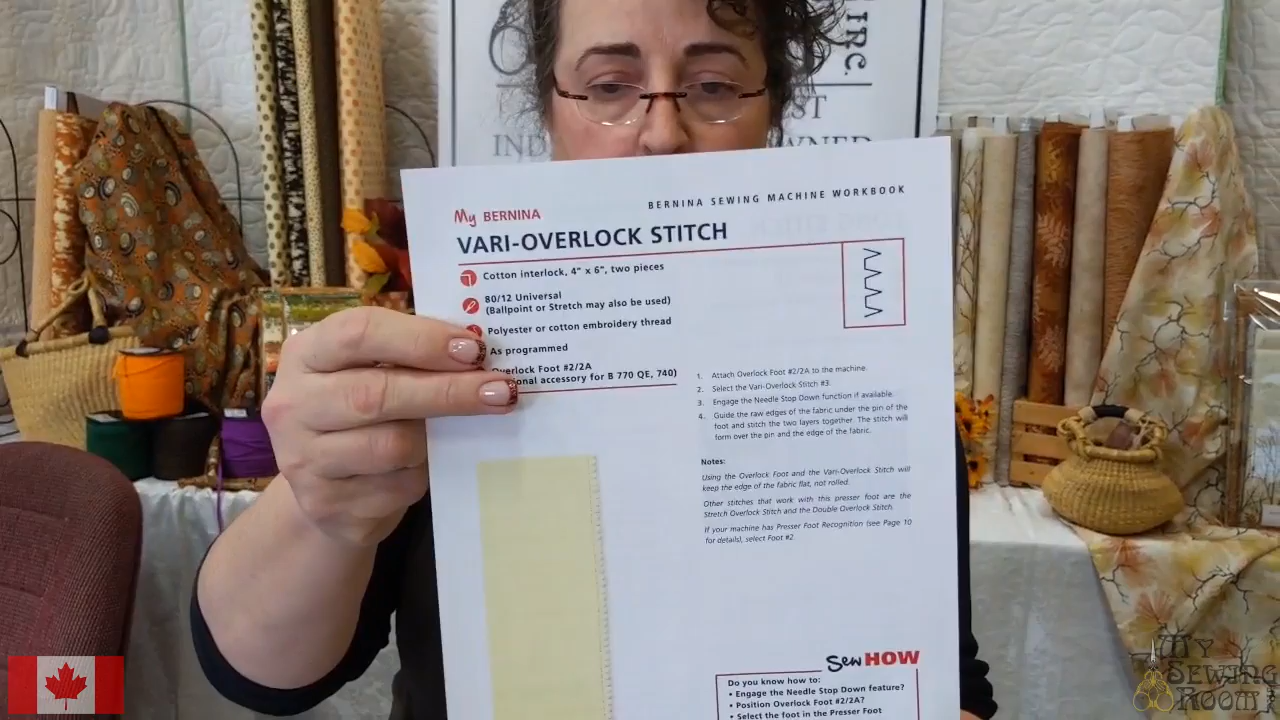 INC.
EST
IND
OWNED
BERNINA SEWING MACHINE WORKBOOK
My BERNINA
VARI-OVERLOCK STITCH
Cotton interlock, 4" x 6", two pieces
80/12 Universal
(Ballpoint or Stretch may also be used)
Polyester or cotton embroidery thread
As programmed
Overlock Foot #2/2A
onal accessory for B 770 QE, 740)
1. Attach Overlock Foot #2/2A to the machine.
2. Select the Vari-Overlock Stitch #3.
3. Engage the Needle Stop Down function if available.
4. Guide the raw edges of the fabric under the pin of the
foot and stitch the two layers together. The stitch will
form over the pin and the edge of the fabric.
Notes:
Using the Overlock Foot and the Vari-Overlock Stitch will
keep the edge of the fabric flat, not rolled.
Other stitches that work with this presser foot are the
Stretch Overlock Stitch and the Double Overlock Stitch.
If your machine has Presser Foot Recognition (see Page 10
for details), select Foot #2.
Sew HOW
Do you know how to:
• Engage the Needle Stop Down feature?
• Position Overlock Foot #2/2A?
• Select the foot in the Presser Foot
My
Sewing
Room